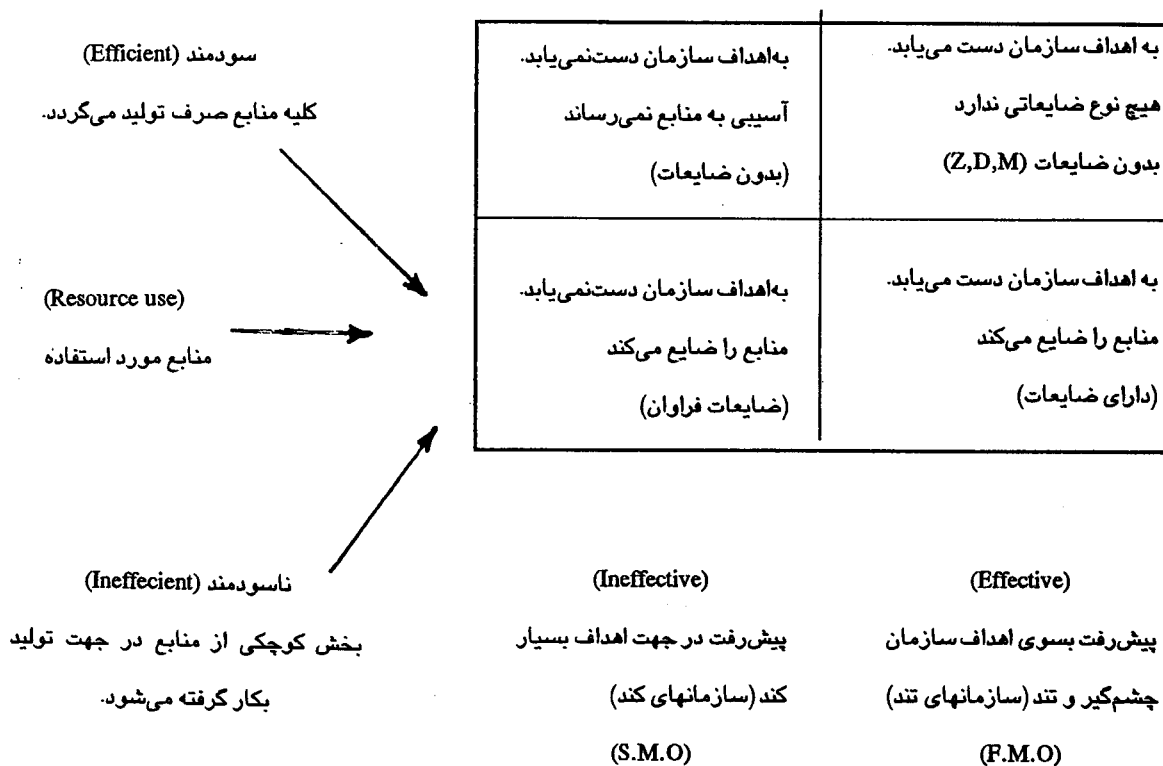 سودمند (Efficient)
کلیه منابع صرف تولید می‌گردد.
(Resource use)
منابع مورد استفاده
ناسودمند (Ineffecient)
بخش کوچکی از منابع در جهت تولید
بکار گرفته می‌شود.
به اهداف سازمان دست می‌یابد.
هیچ نوع ضایعاتی ندارد
بدون ضایعات (Z,D,M)
به‌اهداف سازمان دست‌نمی‌یابد.
آسیبی به منابع نمی‌رساند
(بدون ضایعات)
به اهداف سازمان دست می‌یابد.
منابع را ضایع می‌کند
(دارای ضایعات)
به‌اهداف سازمان دست‌نمی‌یابد.
منابع را ضایع می‌کند
(ضایعات فراوان)
(Effective)
پیش‌رفت بسوی اهداف سازمان
چشم‌گیر و تند (سازمانهای تند)
(F.M.O)
(Ineffective)
پیش‌رفت در جهت اهداف بسیار
کند (سازمانهای کند)
(S.M.O)